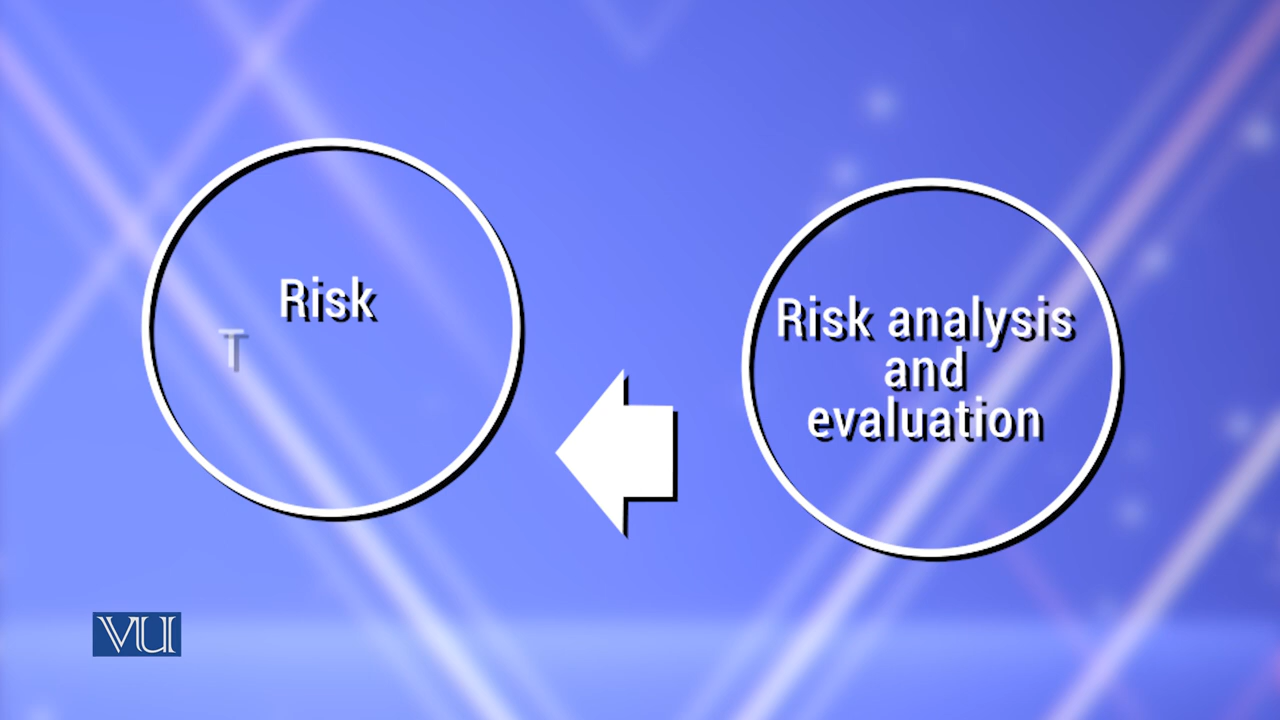 Risk
T
Risk analysis
and
evaluation
VU